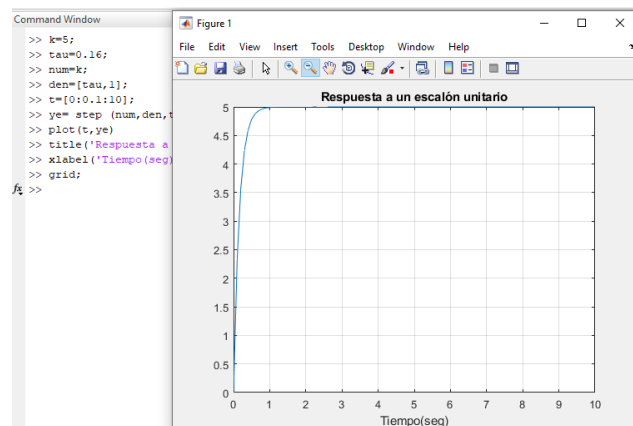 Command Window
>> k=5;
>> tau=0.16;
>> num=k;
>> den=[tau,1];
>> t=[0:0.1:10];
>> ye= step (num,den,t
>> plot(t,ye)
>> title('Respuesta a
>> xlabel('Tiempo(seg)
>> grid;
fx >>
Figure 1
File Edit View Insert Tools Desktop Window Help
Respuesta a un escalón unitario
5
4.5
4
3.5
3
2.5
2
1.5
1
0.5
0
0 1 2 3 4 5 6 7 8 9 10
Tiempo(seg)